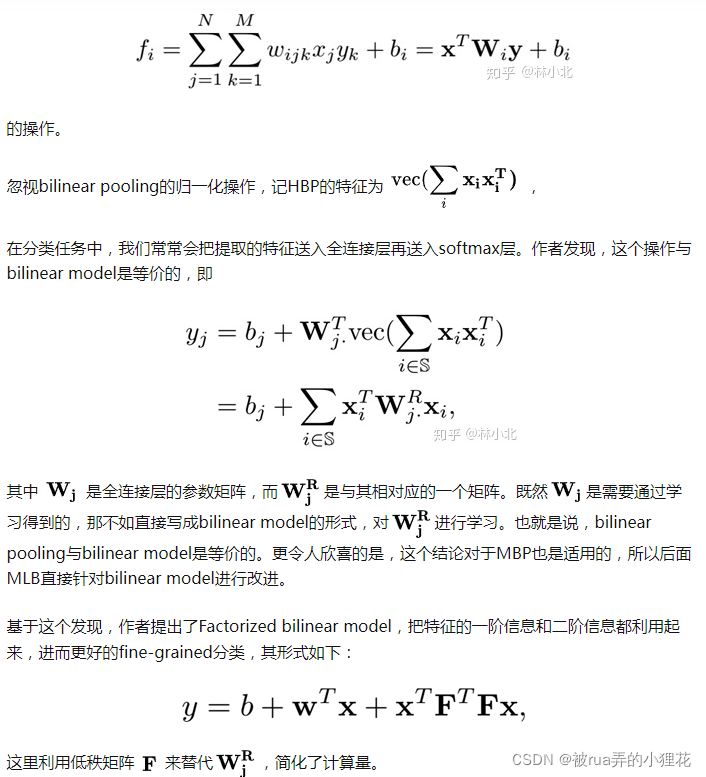 f_i = \sum_{j=1}^{N} \sum_{k=1}^{M} w_{ijk} x_j y_k + b_i = \mathbf{x}^T \mathbf{W}_i \mathbf{y} + b_i
知乎 @林小北
的操作。
忽视bilinear pooling的归一化操作，记HBP的特征为 vec(\sum_i \mathbf{x_i x_i^T}) ，
在分类任务中，我们常常会把提取的特征送入全连接层再送入softmax层。作者发现，这个操作与
bilinear model是等价的，即
y_j = b_j + \mathbf{W}_{j\cdot}^T vec(\sum_{i \in \mathbb{S}} \mathbf{x}_i \mathbf{x}_i^T)
= b_j + \sum_{i \in \mathbb{S}} \mathbf{x}_i^T \mathbf{W}_{j\cdot}^R \mathbf{x}_i,
知乎 @林小北
其中 \mathbf{W_j} 是全连接层的参数矩阵，而 \mathbf{W_j^R} 是与其相对应的一个矩阵。既然 \mathbf{W_j} 是需要通过学
习得到的，那不如直接写成bilinear model的形式，对 \mathbf{W_j^R} 进行学习。也就是说，bilinear
pooling与bilinear model是等价的。更令人欣喜的是，这个结论对于MBP也是适用的，所以后面
MLB直接针对bilinear model进行改进。
基于这个发现，作者提出了Factorized bilinear model，把特征的一阶信息和二阶信息都利用起
来，进而更好的fine-grained分类，其形式如下：
y = b + \mathbf{w}^T \mathbf{x} + \mathbf{x}^T \mathbf{F}^T \mathbf{F} \mathbf{x},
这里利用低秩矩阵 \mathbf{F} 来替代 \mathbf{W_j^R} ，简化了计算量。
CSDN @被rua弄的小狸花